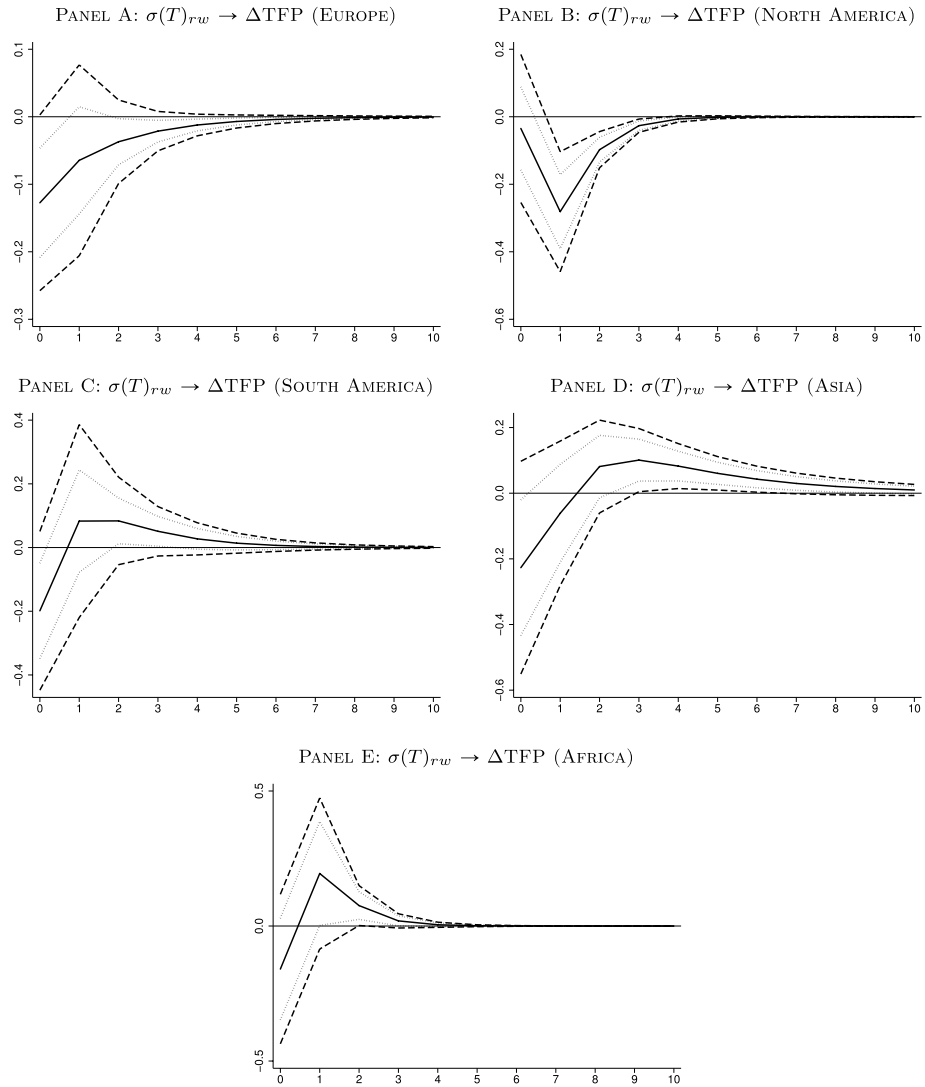 PANEL A: σ(T)rw → ΔTFP (EUROPE)
0.1
0.0
−0.1
−0.2
−0.3
0 1 2 3 4 5 6 7 8 9 10
PANEL B: σ(T)rw → ΔTFP (NORTH AMERICA)
0.2
0.0
−0.2
−0.4
−0.6
0 1 2 3 4 5 6 7 8 9 10
PANEL C: σ(T)rw → ΔTFP (SOUTH AMERICA)
0.4
0.2
0.0
−0.2
−0.4
0 1 2 3 4 5 6 7 8 9 10
PANEL D: σ(T)rw → ΔTFP (ASIA)
0.2
0.0
−0.2
−0.4
−0.6
0 1 2 3 4 5 6 7 8 9 10
PANEL E: σ(T)rw → ΔTFP (AFRICA)
0.5
0.0
−0.5
0 1 2 3 4 5 6 7 8 9 10